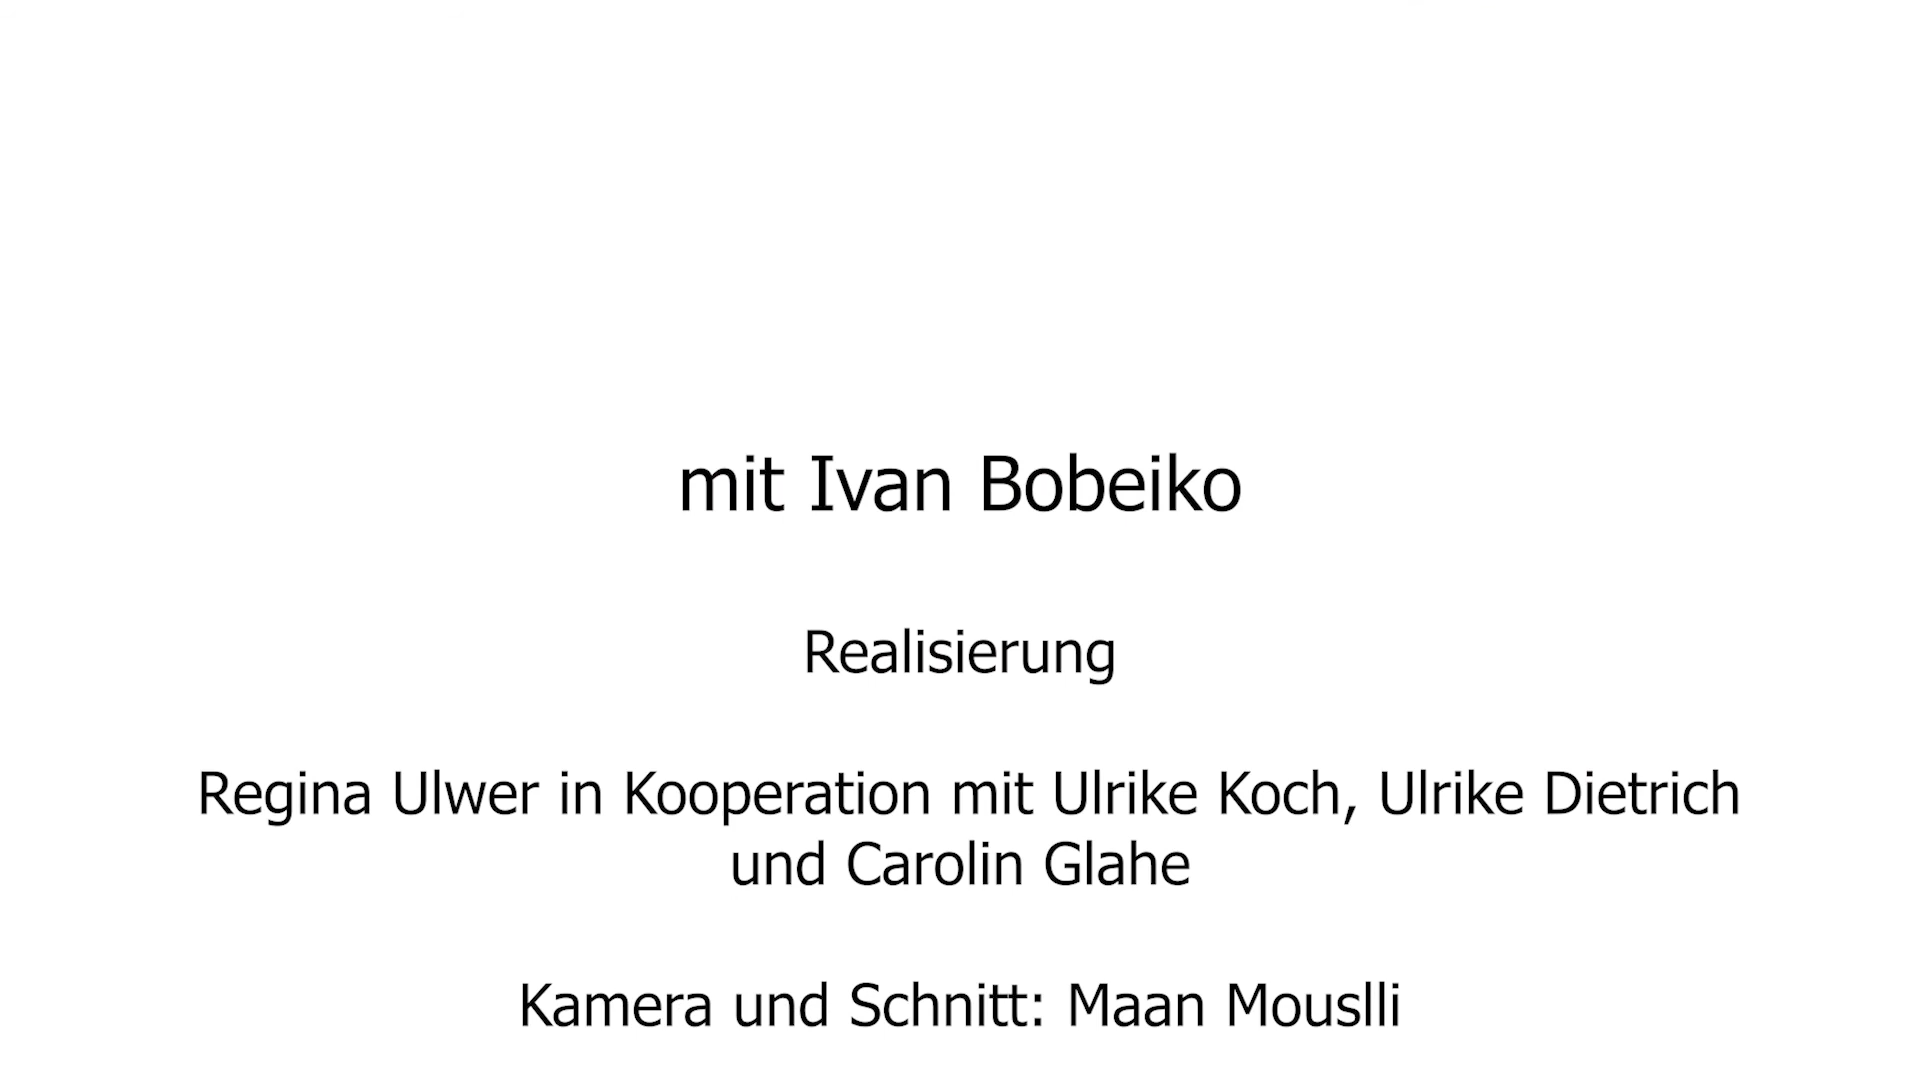 mit Ivan Bobeiko
Realisierung
Regina Ulwer in Kooperation mit Ulrike Koch, Ulrike Dietrich
und Carolin Glahe
Kamera und Schnitt: Maan Mouslli